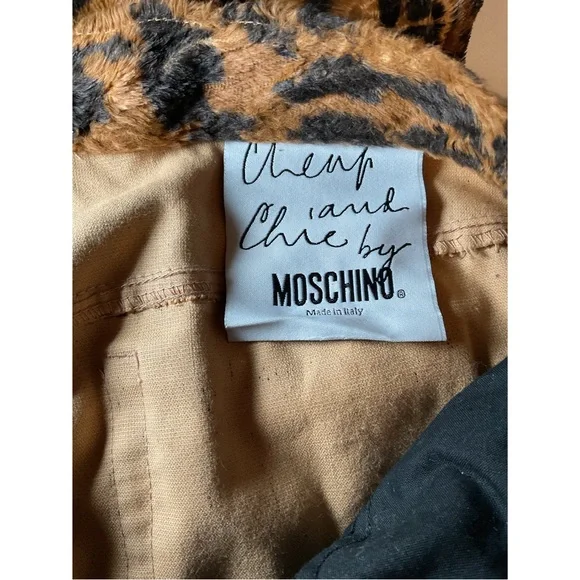 Cheap
and
Chic by
MOSCHINO®
Made in Italy